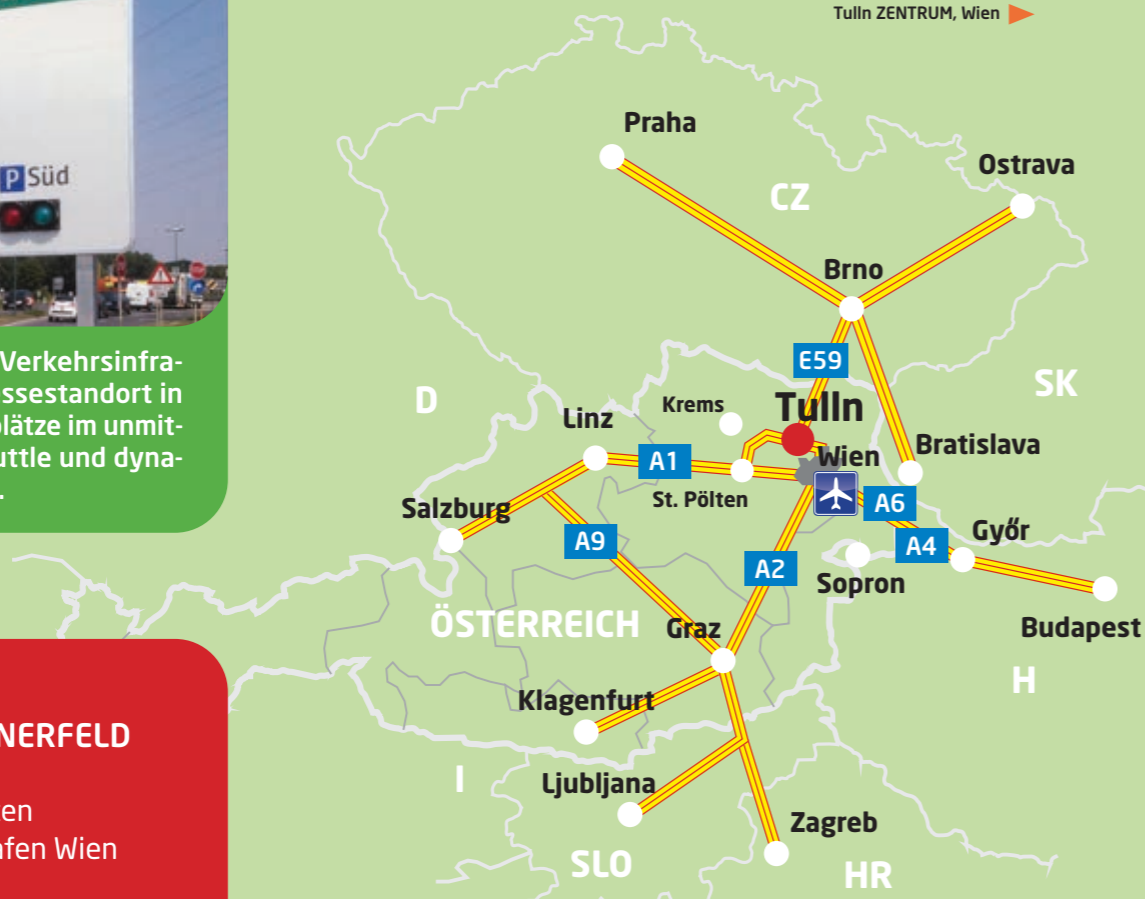 Tulln ZENTRUM, Wien
P Süd
Verkehrsinfra-
ssestandort in
plätze im unmit-
uttle und dyna-
.
NERFELD
ten
afen Wien
Praha
Ostrava
CZ
Brno
E59
SK
D
Krems
Tulln
Linz
Wien
Bratislava
A1
St. Pölten
A6
Salzburg
A9
A4
Győr
A2
Sopron
ÖSTERREICH
Graz
Budapest
H
Klagenfurt
I
Ljubljana
Zagreb
SLO
HR